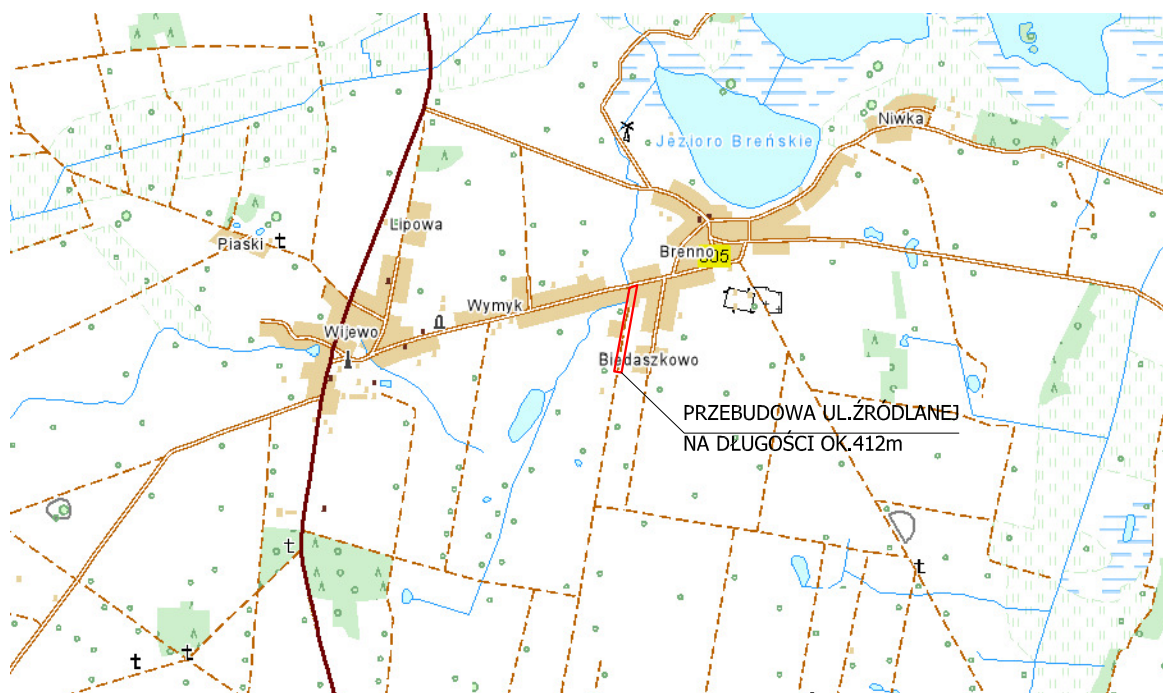 Niwka
Jezioro Breńskie
Lipowa
Piaski
Brenno
305
Wymyk
Wijewo
Biedaszkowo
PRZEBUDOWA UL.ŹRÓDLANEJ
NA DŁUGOŚCI OK.412m